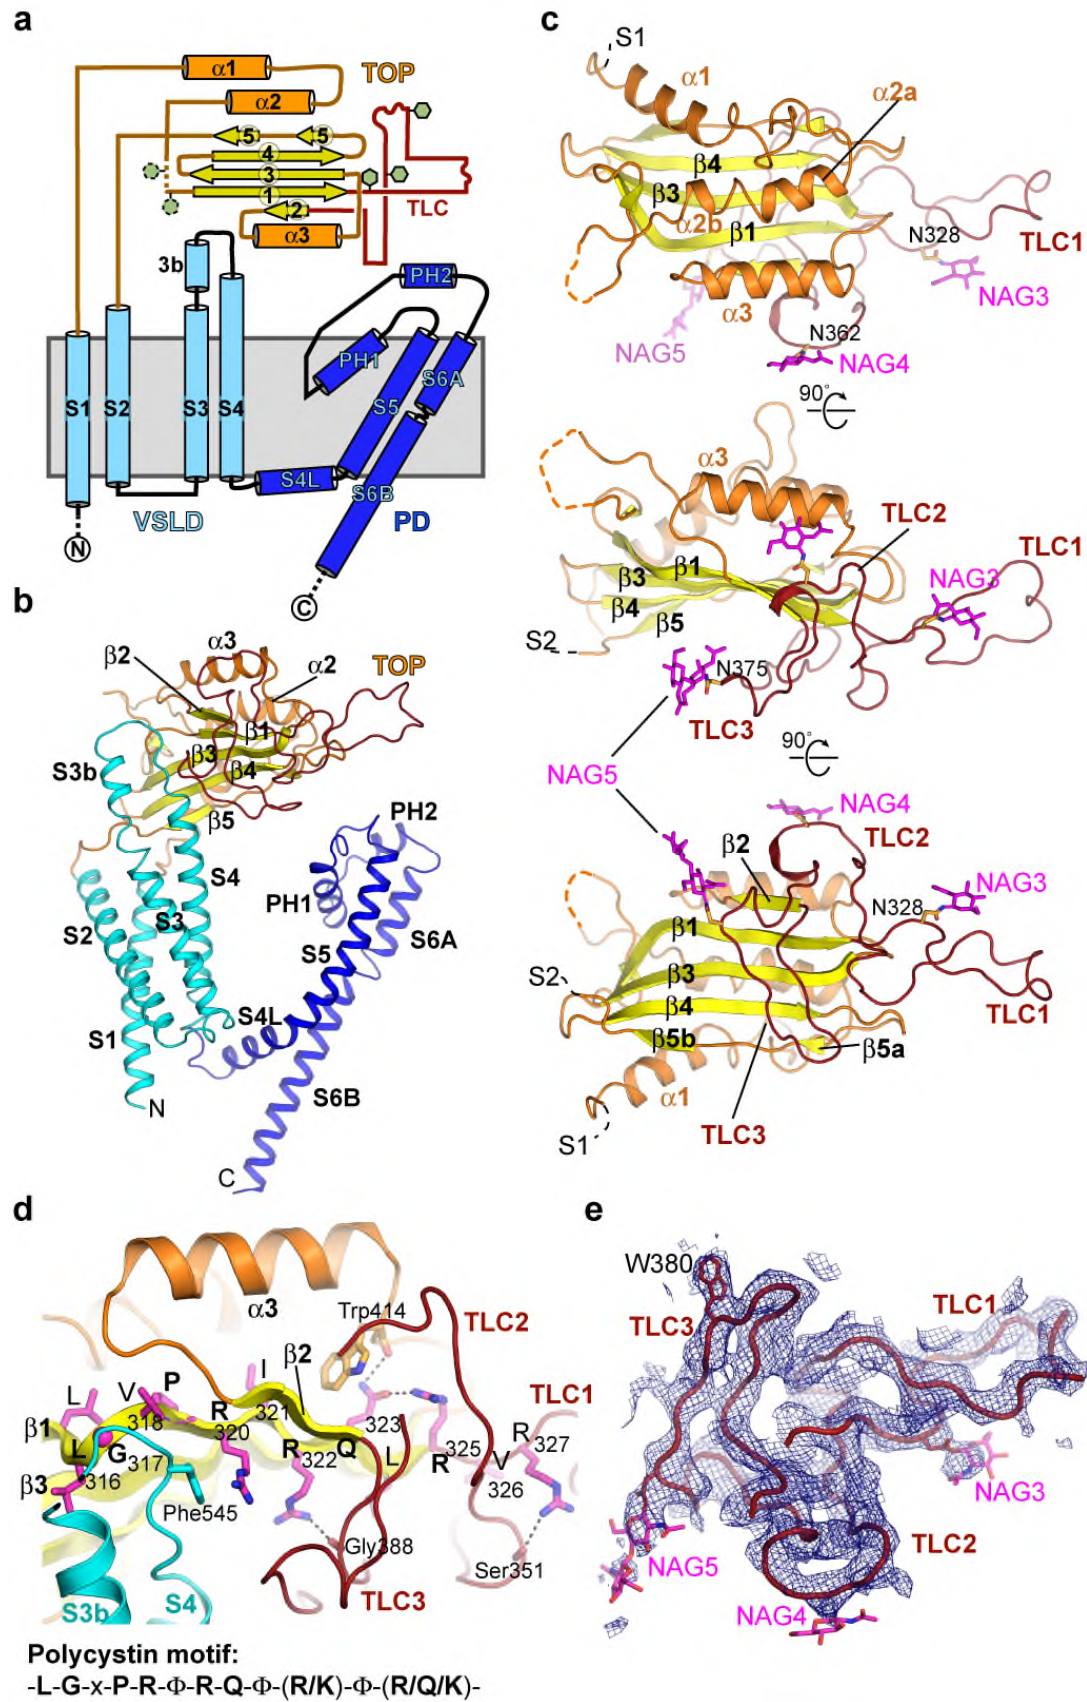 a
α1
TOP
α2
5
5
4
3
1
2
α3
TLC
3b
PH2
PH1
S6A
S1
S2
S3
S4
S5
S4L
S6B
VSLD
PD
N
C
b
α3
β2
α2
TOP
β1
β3
S3b
β4
β5
PH2
S4
PH1
S3
S6A
S2
S5
S4L
S1
S6B
N
C
c
S1
α1
α2a
β4
β3
α2b
β1
N328
TLC1
NAG3
α3
N362
NAG5
NAG4
90°
α3
TLC2
TLC1
NAG3
β1
β3
β4
β5
S2
N375
TLC3
90°
NAG5
NAG4
TLC2
β2
NAG3
N328
β1
S2
β3
TLC1
β4
β5b
β5a
α1
S1
TLC3
d
α3
Trp414
TLC2
β2
I
P
V
L
TLC1
β1
318
R
321
323
R
L
G
320
R
Q
L
325
V
327
β3
316
317
322
R
326
Phe545
Gly388
Ser351
S3b
S4
TLC3
Polycystin motif:
-L-G-x-P-R-Φ-R-Q-Φ-(R/K)-Φ-(R/Q/K)-
e
W380
TLC3
TLC1
NAG3
TLC2
NAG5
NAG4